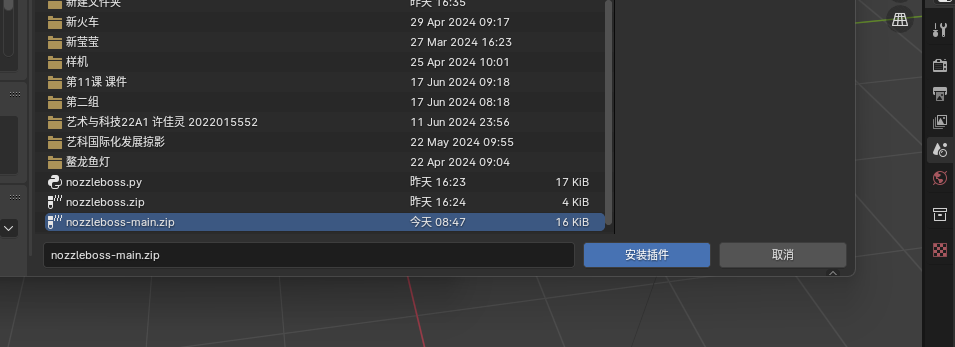 新建文件夹 昨天 16:35
新火车 29 Apr 2024 09:17
新莹莹 27 Mar 2024 16:23
样机 25 Apr 2024 10:01
第11课 课件 17 Jun 2024 09:18
第二组 17 Jun 2024 08:18
艺术与科技22A1 许佳灵 2022015552 11 Jun 2024 23:56
艺科国际化发展掠影 22 May 2024 09:55
鳌龙鱼灯 22 Apr 2024 09:04
nozzleboss.py 昨天 16:23 17 KiB
nozzleboss.zip 昨天 16:24 4 KiB
nozzleboss-main.zip 今天 08:47 16 KiB
nozzleboss-main.zip 安装插件 取消